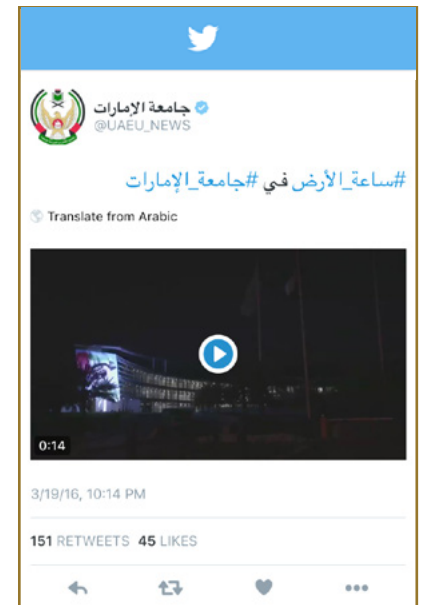 جامعة الإمارات
@UAEU_NEWS
#ساعة_الأرض في #جامعة_الإمارات
Translate from Arabic
0:14
3/19/16, 10:14 PM
151 RETWEETS 45 LIKES